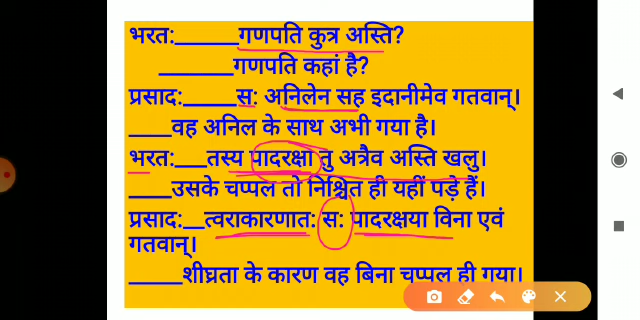 भरत:______गणपति कुत्र अस्ति?
_______गणपति कहां है?
प्रसाद:_____स: अनिलेन सह इदानीमेव गतवान्।
____वह अनिल के साथ अभी गया है।
भरत:___तस्य पादरक्षा तु अत्रैव अस्ति खलु।
____उसके चप्पल तो निश्चित ही यहीं पड़े हैं।
प्रसाद:__त्वराकारणात: स: पादरक्षया विना एवं
गतवान्।
_____शीघ्रता के कारण वह बिना चप्पल ही गया।